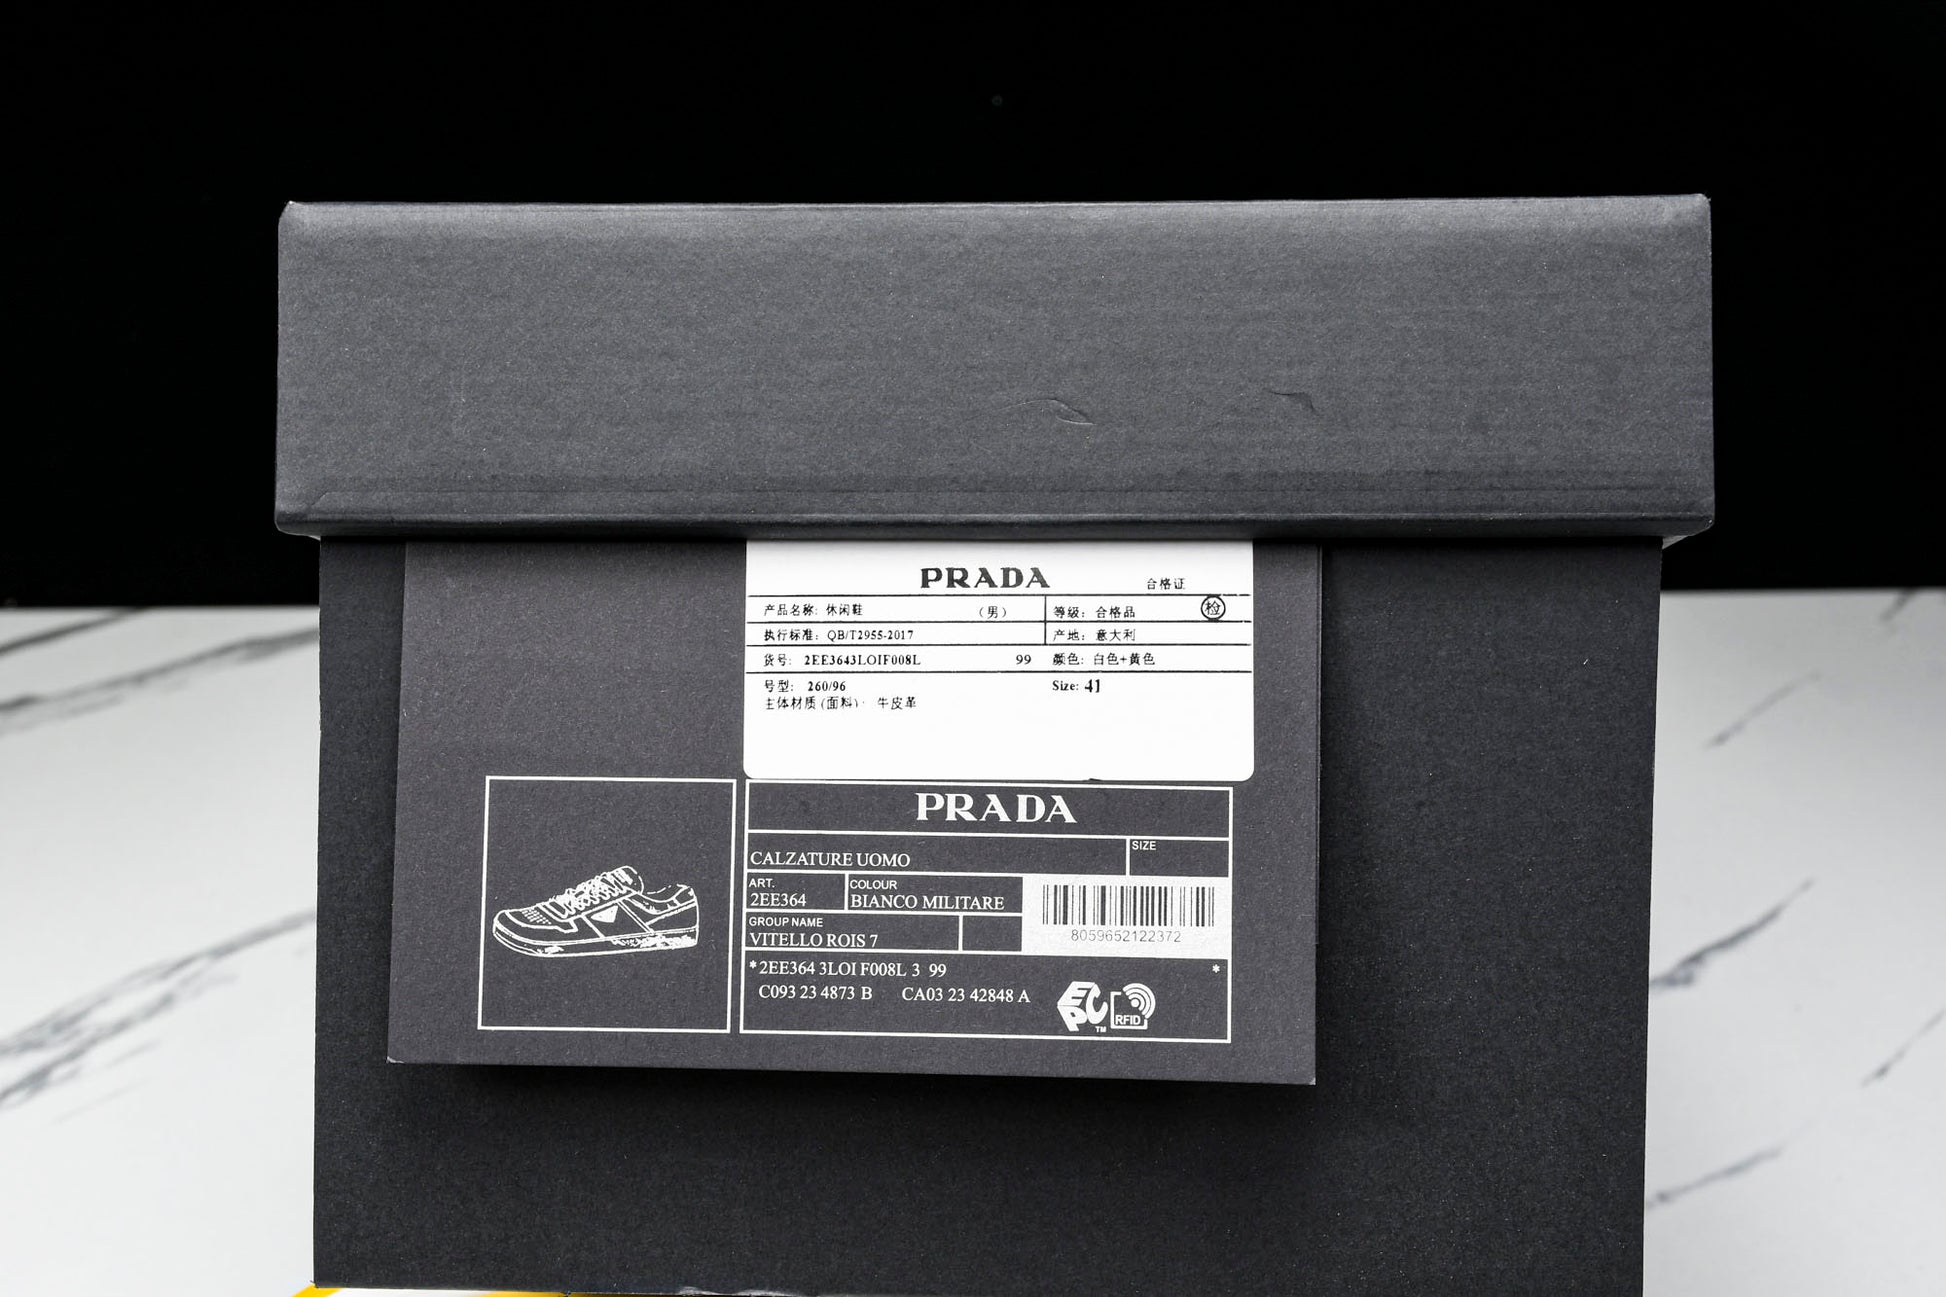 PRADA 合格证
产品名称: 休闲鞋 (男) 等级: 合格品 检
执行标准: QB/T2955-2017 产地: 意大利
货号: 2EE3643LOIF008L 99 颜色: 白色+黄色
号型: 260/96 Size: 41
主体材质(面料): 牛皮革
PRADA
CALZATURE UOMO SIZE
ART. COLOUR
2EE364 BIANCO MILITARE
GROUP NAME
VITELLO ROIS 7
8059652122372
*2EE364 3LOI F008L 3 99 *
C093 23 4873 B CA03 23 42848 A
EPC TM RFID